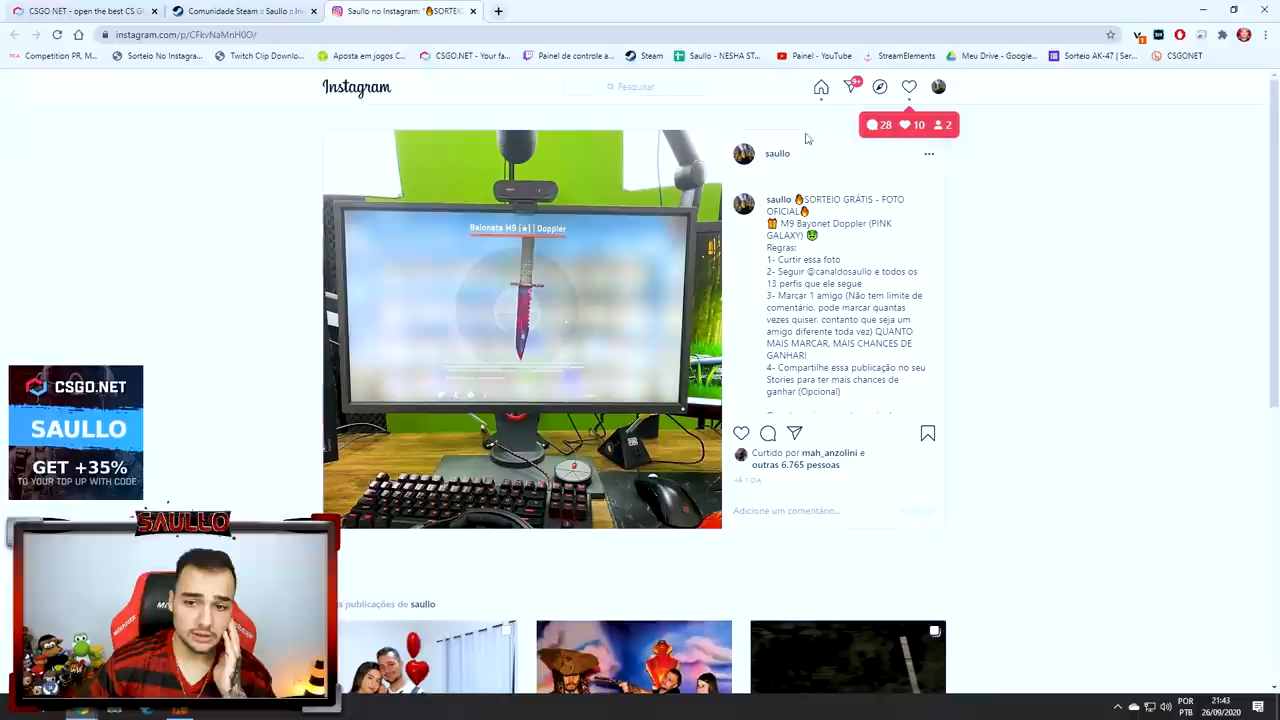 CSGO.NET - open the best CS G
Comunidade Steam :: Saullo :: In
Saullo no Instagram: "🔥SORTEIO
instagram.com/p/CFkvNaMnH0O/
Competition P.R. M...
Sorteio No Instagra...
Twitch Clip Downlo...
Aposta em jogos C...
CSGO.NET - Your fa...
Painel de controle a...
Steam
Saullo - NESHA ST...
Painel - YouTube
StreamElements
Meu Drive - Google...
Sorteio AK-47 | Ser...
CSGONET
Instagram
Pesquisar
9+
28 10 2
saullo
Baioneta M9 (★) | Doppler
saullo 🔥SORTEIO GRÁTIS - FOTO
OFICIAL🔥
🎁 M9 Bayonet Doppler (PINK
GALAXY) 🤑
Regras:
1- Curtir essa foto
2- Seguir @canaldosaullo e todos os
13 perfis que ele segue
3- Marcar 1 amigo (Não tem limite de
comentário, pode marcar quantas
vezes quiser, contanto que seja um
amigo diferente toda vez) QUANTO
MAIS MARCAR, MAIS CHANCES DE
GANHAR!
4- Compartilhe essa publicação no seu
Stories para ter mais chances de
ganhar (Opcional)
Curtido por mah_anzolini e
outras 6.765 pessoas
HÁ 1 DIA
Adicione um comentário...
publicações de saullo
CSGO.NET
SAULLO
GET +35%
TO YOUR TOP UP WITH CODE
SAULLO
POR
PTB
21:43
26/09/2020